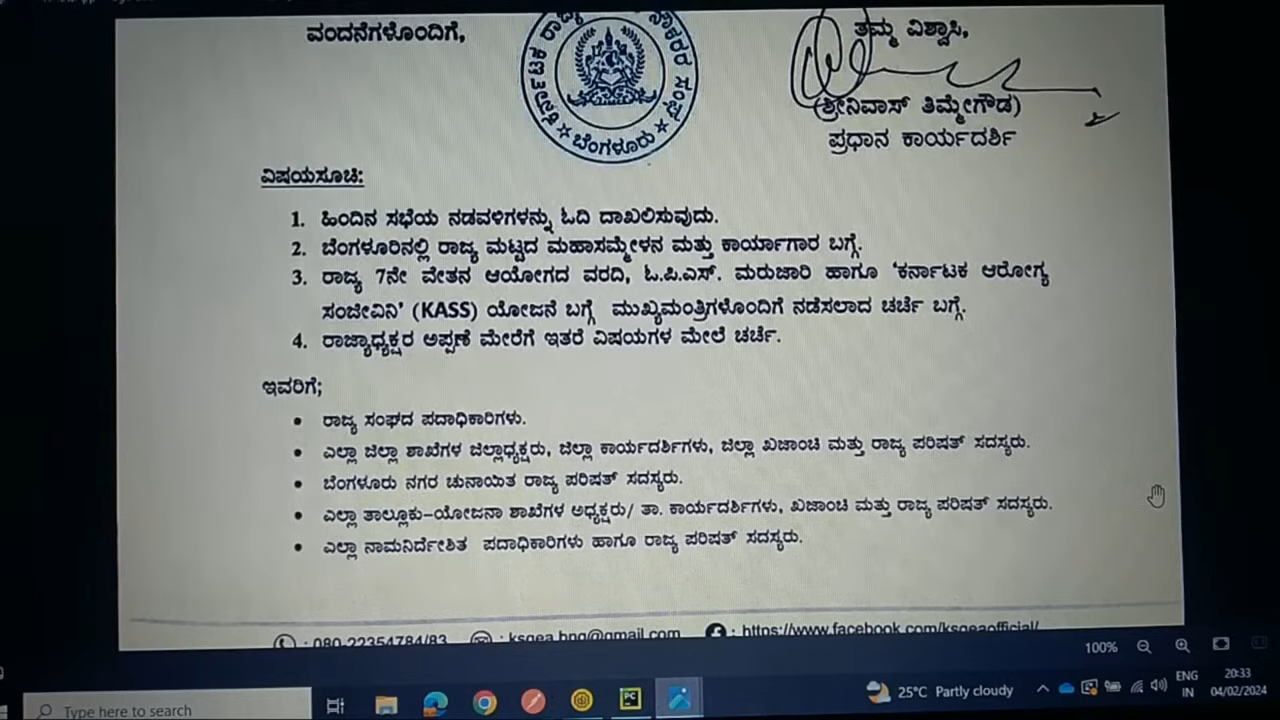 ವಂದನೆಗಳೊಂದಿಗೆ,
ತಮ್ಮ ವಿಶ್ವಾಸಿ,
ಕರ್ನಾಟಕ ರಾಜ್ಯ ನೌಕರರ ಸಂಘ
★ ಬೆಂಗಳೂರು ★
(ಶ್ರೀನಿವಾಸ್ ತಿಮ್ಮೇಗೌಡ)
ಪ್ರಧಾನ ಕಾರ್ಯದರ್ಶಿ
ವಿಷಯಸೂಚಿ:
1. ಹಿಂದಿನ ಸಭೆಯ ನಡವಳಿಗಳನ್ನು ಓದಿ ದಾಖಲಿಸುವುದು.
2. ಬೆಂಗಳೂರಿನಲ್ಲಿ ರಾಜ್ಯ ಮಟ್ಟದ ಮಹಾಸಮ್ಮೇಳನ ಮತ್ತು ಕಾರ್ಯಾಗಾರ ಬಗ್ಗೆ.
3. ರಾಜ್ಯ 7ನೇ ವೇತನ ಆಯೋಗದ ವರದಿ, ಓ.ಪಿ.ಎಸ್. ಮರುಜಾರಿ ಹಾಗೂ 'ಕರ್ನಾಟಕ ಆರೋಗ್ಯ
ಸಂಜೀವಿನಿ' (KASS) ಯೋಜನೆ ಬಗ್ಗೆ ಮುಖ್ಯಮಂತ್ರಿಗಳೊಂದಿಗೆ ನಡೆಸಲಾದ ಚರ್ಚೆ ಬಗ್ಗೆ.
4. ರಾಜ್ಯಾಧ್ಯಕ್ಷರ ಅಪ್ಪಣೆ ಮೇರೆಗೆ ಇತರೆ ವಿಷಯಗಳ ಮೇಲೆ ಚರ್ಚೆ.
ಇವರಿಗೆ;
• ರಾಜ್ಯ ಸಂಘದ ಪದಾಧಿಕಾರಿಗಳು.
• ಎಲ್ಲಾ ಜಿಲ್ಲಾ ಶಾಖೆಗಳ ಜಿಲ್ಲಾಧ್ಯಕ್ಷರು, ಜಿಲ್ಲಾ ಕಾರ್ಯದರ್ಶಿಗಳು, ಜಿಲ್ಲಾ ಖಜಾಂಚಿ ಮತ್ತು ರಾಜ್ಯ ಪರಿಷತ್ ಸದಸ್ಯರು.
• ಬೆಂಗಳೂರು ನಗರ ಚುನಾಯಿತ ರಾಜ್ಯ ಪರಿಷತ್ ಸದಸ್ಯರು.
• ಎಲ್ಲಾ ತಾಲ್ಲೂಕು-ಯೋಜನಾ ಶಾಖೆಗಳ ಅಧ್ಯಕ್ಷರು/ ತಾ. ಕಾರ್ಯದರ್ಶಿಗಳು, ಖಜಾಂಚಿ ಮತ್ತು ರಾಜ್ಯ ಪರಿಷತ್ ಸದಸ್ಯರು.
• ಎಲ್ಲಾ ನಾಮನಿರ್ದೇಶಿತ ಪದಾಧಿಕಾರಿಗಳು ಹಾಗೂ ರಾಜ್ಯ ಪರಿಷತ್ ಸದಸ್ಯರು.
: 080-22354784/83 : ksgea.bng@gmail.com : https://www.facebook.com/ksgeaofficial/
100%
Type here to search
PC
25°C Partly cloudy
ENG
IN
20:33
04/02/2024